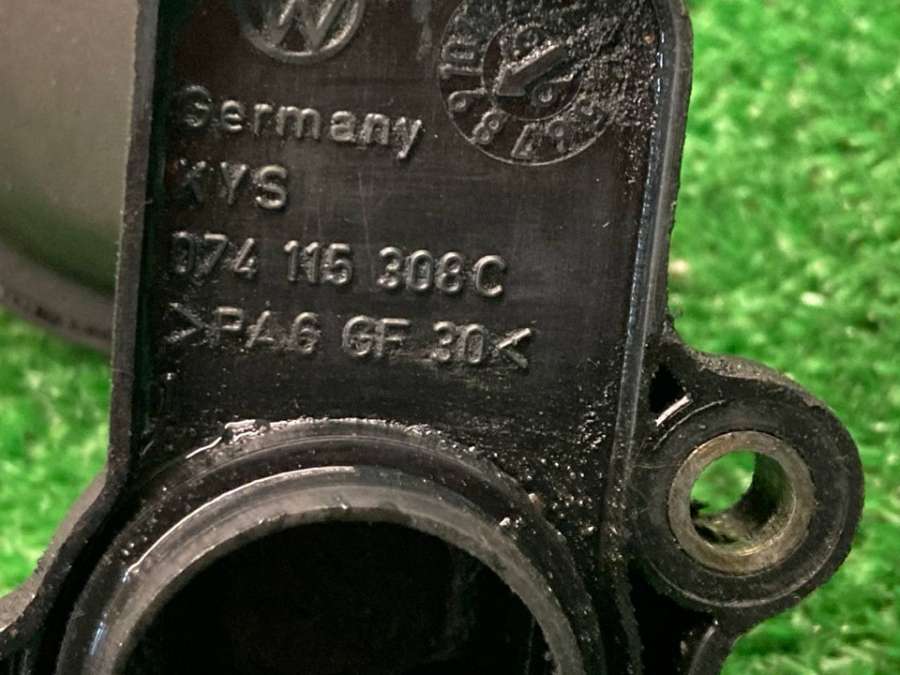 Germany
KYS
074 115 308C
>PA6 GF 30<